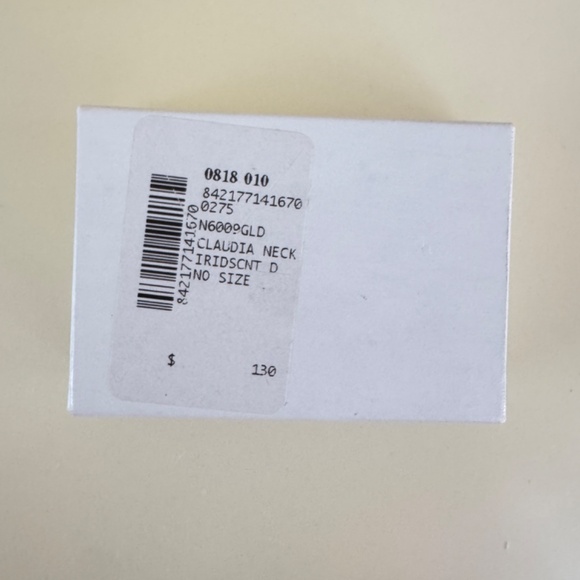 0818 010
842177141670
0275
N6009GLD
CLAUDIA NECK
IRIDSCNT D
NO SIZE
842177141670
$ 130